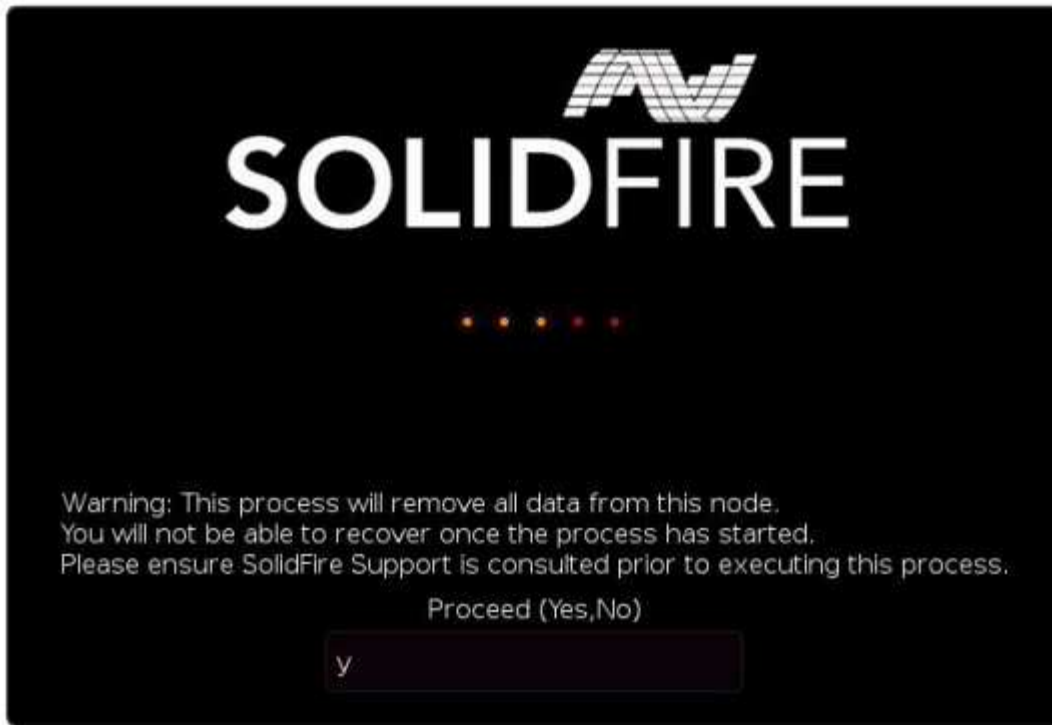 SOLIDFIRE
Warning: This process will remove all data from this node.
You will not be able to recover once the process has started.
Please ensure SolidFire Support is consulted prior to executing this process.
Proceed (Yes,No)
y